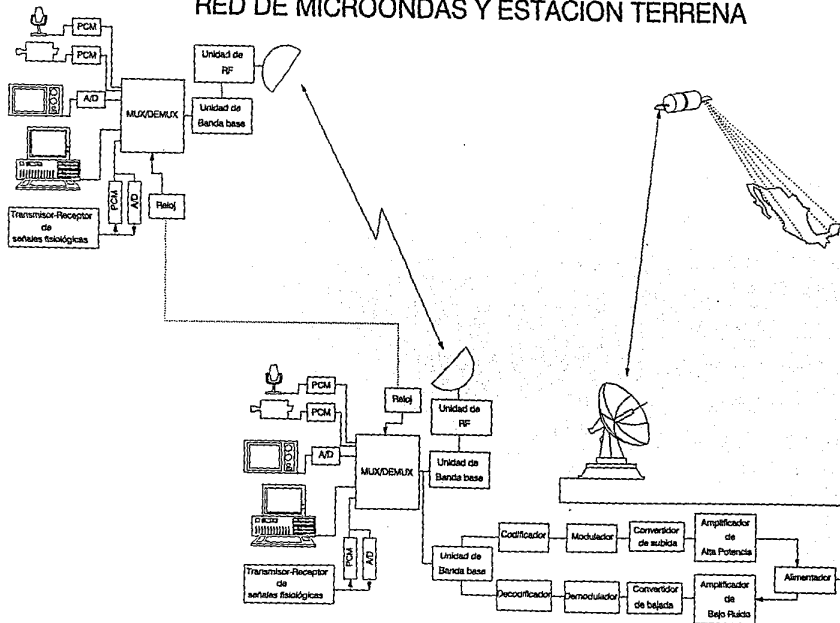 RED DE MICROONDAS Y ESTACION TERRENA
PCM
PCM
A/D
MUX/DEMUX
Unidad de
RF
Unidad de
Banda base
PCM
A/D
Reloj
Transmisor-Receptor
de
señales fisiológicas
PCM
PCM
A/D
MUX/DEMUX
Reloj
Unidad de
RF
Unidad de
Banda base
PCM
A/D
Transmisor-Receptor
de
señales fisiológicas
Unidad de
Banda base
Codificador
Modulador
Convertidor
de subida
Amplificador
de
Alta Potencia
Alimentador
Decodificador
Demodulador
Convertidor
de bajada
Amplificador
de
Bajo Ruido